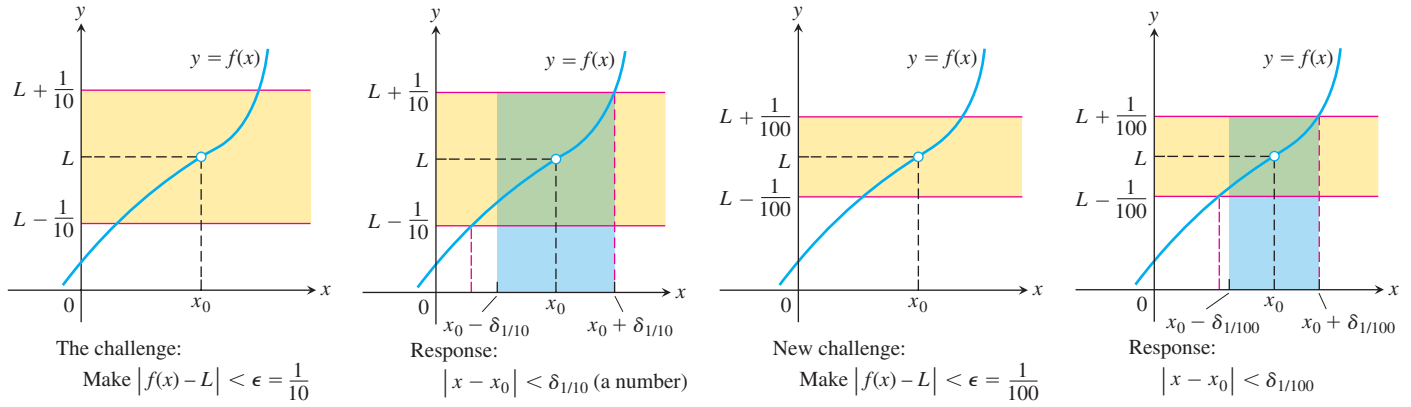 y
y = f(x)
L + 1/10
L
L − 1/10
0
x₀
x
The challenge:
Make |f(x) – L| < ϵ = 1/10
y
y = f(x)
L + 1/10
L
L − 1/10
0
x₀
x
x₀ − δ₁/₁₀
x₀ + δ₁/₁₀
Response:
|x − x₀| < δ₁/₁₀ (a number)
y
y = f(x)
L + 1/100
L
L − 1/100
0
x₀
x
New challenge:
Make |f(x) – L| < ϵ = 1/100
y
y = f(x)
L + 1/100
L
L − 1/100
0
x₀
x
x₀ − δ₁/₁₀₀
x₀ + δ₁/₁₀₀
Response:
|x − x₀| < δ₁/₁₀₀